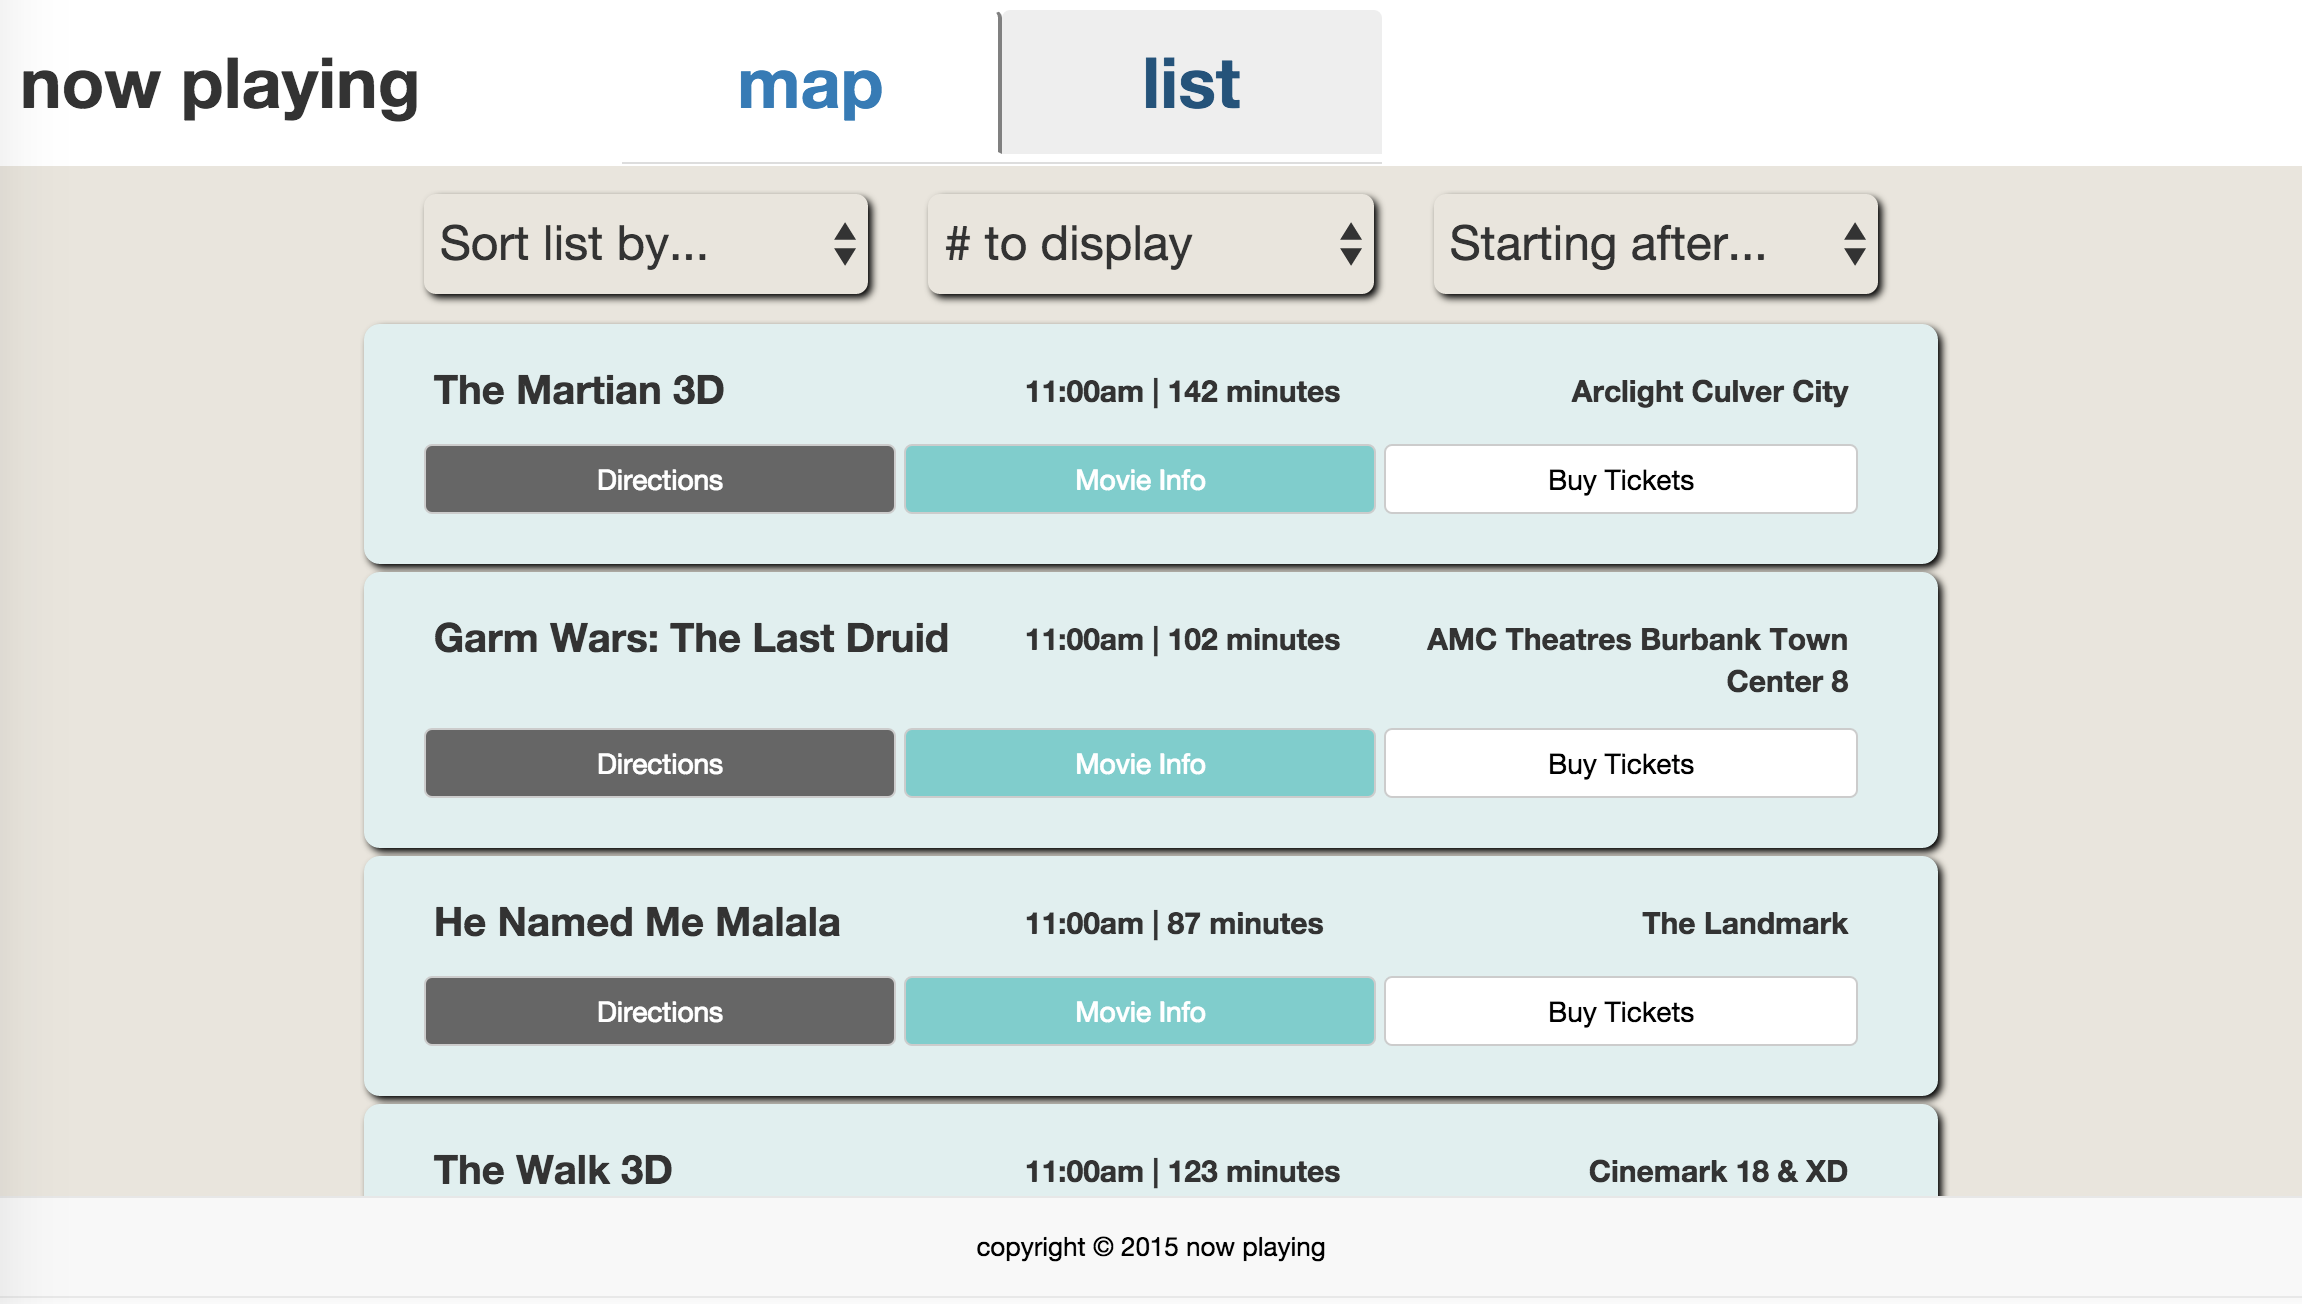 now playing
map
list
Sort list by...
# to display
Starting after...
The Martian 3D
11:00am | 142 minutes
Arclight Culver City
Directions
Movie Info
Buy Tickets
Garm Wars: The Last Druid
11:00am | 102 minutes
AMC Theatres Burbank Town
Center 8
Directions
Movie Info
Buy Tickets
He Named Me Malala
11:00am | 87 minutes
The Landmark
Directions
Movie Info
Buy Tickets
The Walk 3D
11:00am | 123 minutes
Cinemark 18 & XD
copyright © 2015 now playing